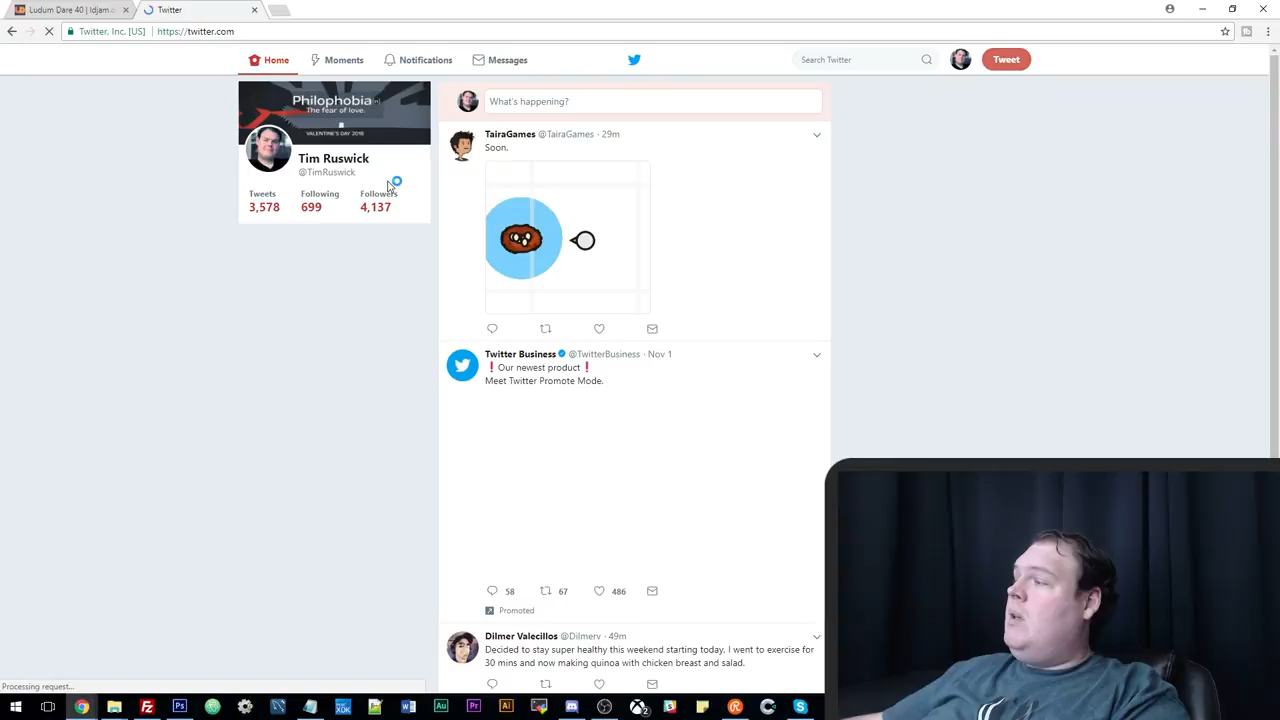 Ludum Dare 40 | ldjam.c
Twitter
Twitter, Inc. [US]
https://twitter.com
Home
Moments
Notifications
Messages
Search Twitter
Tweet
Philophobia
The fear of love.
VALENTINE'S DAY 2018
Tim Ruswick
@TimRuswick
Tweets
Following
Followers
3,578
699
4,137
What's happening?
TairaGames @TairaGames · 29m
Soon.
Twitter Business @TwitterBusiness · Nov 1
❗Our newest product❗
Meet Twitter Promote Mode.
58
67
486
Promoted
Dilmer Valecillos @Dilmerv · 49m
Decided to stay super healthy this weekend starting today. I went to exercise for
30 mins and now making quinoa with chicken breast and salad.
Processing request...